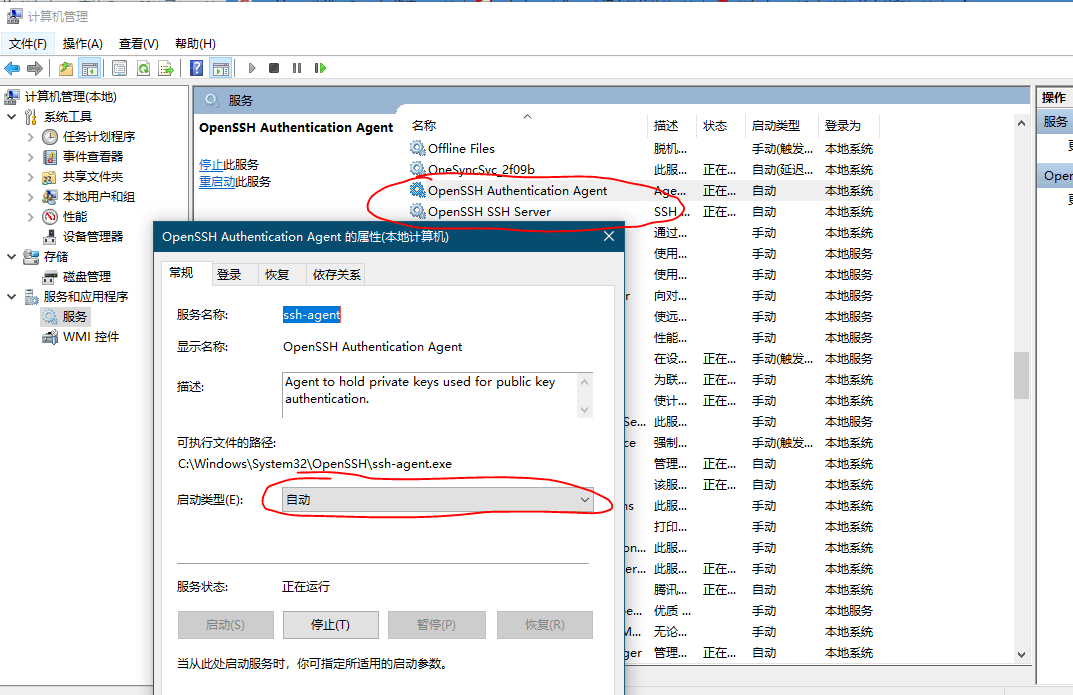 计算机管理
文件(F) 操作(A) 查看(V) 帮助(H)
计算机管理(本地)
系统工具
任务计划程序
事件查看器
共享文件夹
本地用户和组
性能
设备管理器
存储
磁盘管理
服务和应用程序
服务
WMI 控件
服务
OpenSSH Authentication Agent
停止此服务
重启动此服务
名称 描述 状态 启动类型 登录为
Offline Files 脱机... 手动(触发... 本地系统
OneSyncSvc_2f09b 此服... 正在... 自动(延迟... 本地系统
OpenSSH Authentication Agent Age... 正在... 自动 本地系统
OpenSSH SSH Server SSH... 正在... 自动 本地系统
通过... 手动 本地系统
使用... 手动 本地服务
使用... 手动 本地服务
r 向对... 手动 本地服务
使远... 手动 本地服务
性能... 手动 本地服务
在设... 正在... 手动(触发... 本地服务
为联... 正在... 手动 本地系统
使计... 正在... 手动 本地系统
Se... 此服... 手动 本地服务
ce 强制... 手动(触发... 本地系统
管理... 正在... 手动 本地系统
该服... 正在... 自动 本地系统
ns 此服... 手动 本地系统
打印... 手动 本地系统
on... 此服... 手动 本地系统
er... 此服... 正在... 手动 本地系统
腾讯... 正在... 自动 本地系统
e... 优质 ... 手动 本地服务
M... 无论... 手动 本地系统
ger 管理... 正在... 自动 本地系统
操作
服务
Open
OpenSSH Authentication Agent 的属性(本地计算机)
常规 登录 恢复 依存关系
服务名称: ssh-agent
显示名称: OpenSSH Authentication Agent
描述: Agent to hold private keys used for public key
authentication.
可执行文件的路径:
C:\Windows\System32\OpenSSH\ssh-agent.exe
启动类型(E): 自动
服务状态: 正在运行
启动(S) 停止(T) 暂停(P) 恢复(R)
当从此处启动服务时，你可指定所适用的启动参数。